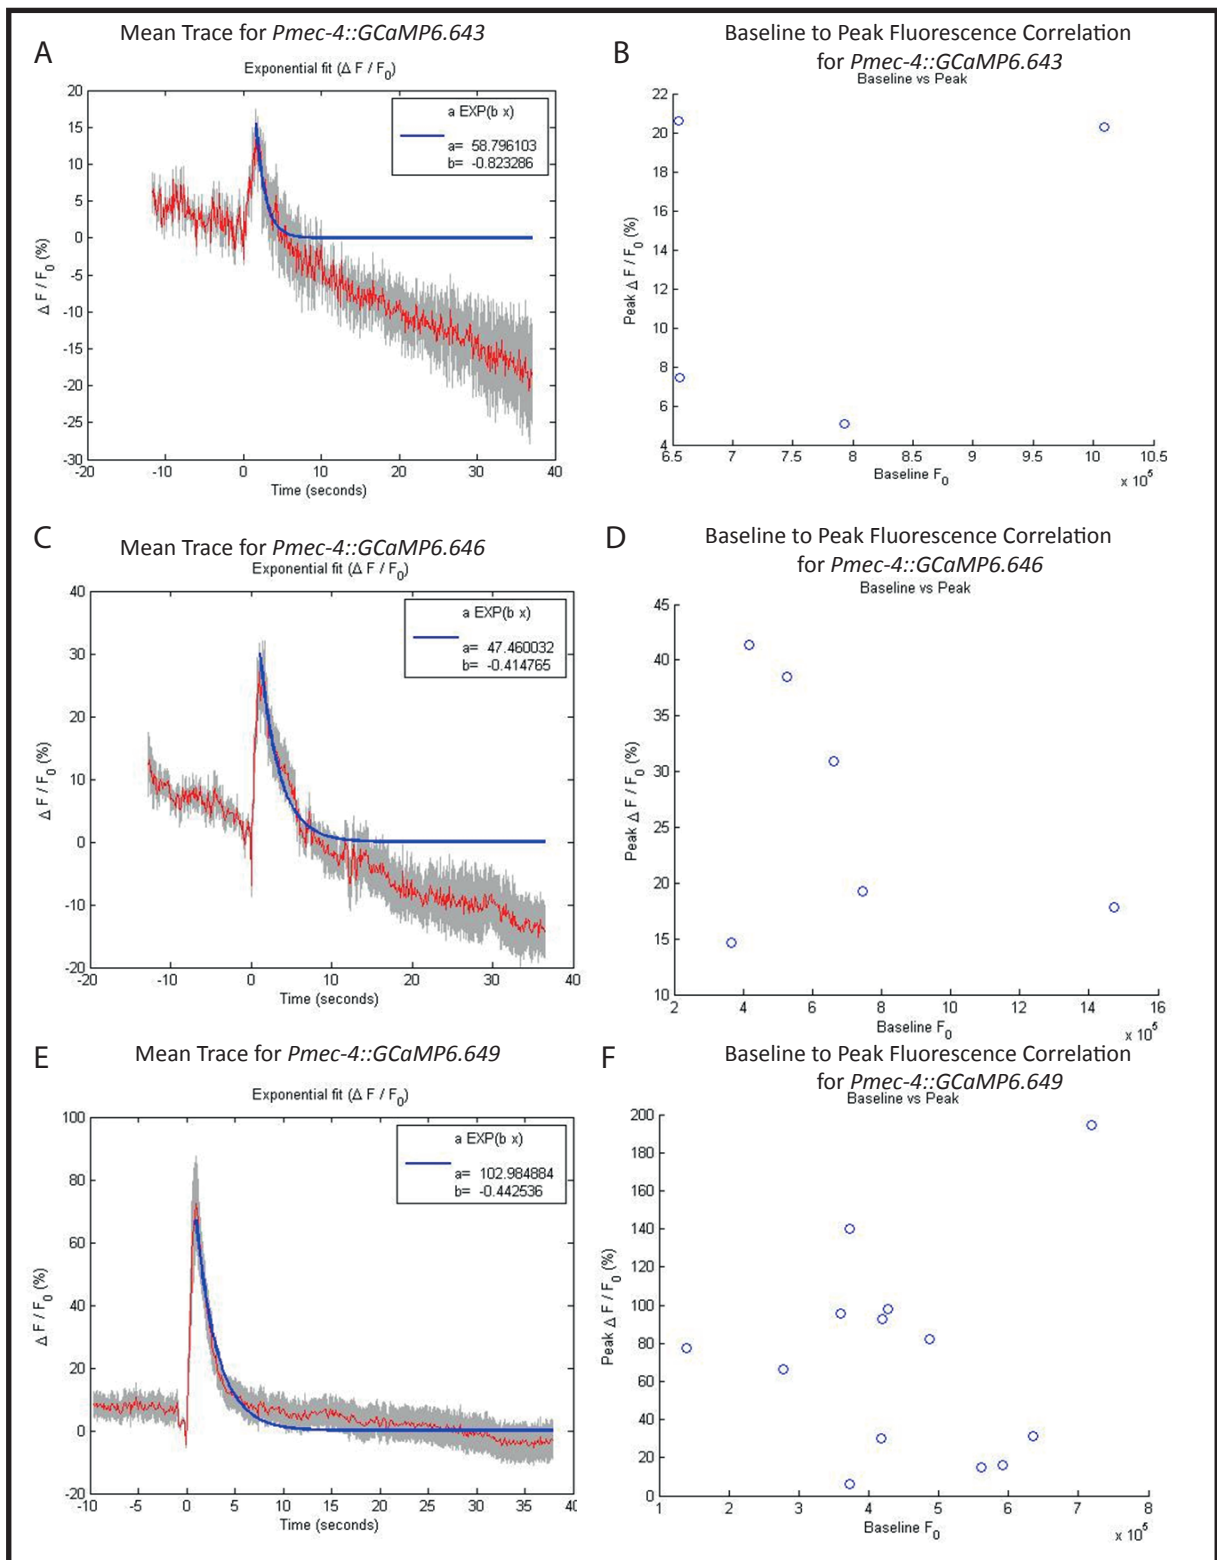 A
Mean Trace for Pmec-4::GCaMP6.643
Exponential fit (Δ F / F0)
a EXP(b x)
a= 58.796103
b= -0.823286
20
15
10
5
0
-5
-10
-15
-20
-25
-30
Δ F / F0 (%)
-20 -10 0 10 20 30 40
Time (seconds)
B
Baseline to Peak Fluorescence Correlation
for Pmec-4::GCaMP6.643
Baseline vs Peak
22
20
18
16
14
12
10
8
6
4
Peak Δ F / F0 (%)
6.5 7 7.5 8 8.5 9 9.5 10 10.5
Baseline F0
x 10^5
C
Mean Trace for Pmec-4::GCaMP6.646
Exponential fit (Δ F / F0)
a EXP(b x)
a= 47.460032
b= -0.414765
40
30
20
10
0
-10
-20
Δ F / F0 (%)
-20 -10 0 10 20 30 40
Time (seconds)
D
Baseline to Peak Fluorescence Correlation
for Pmec-4::GCaMP6.646
Baseline vs Peak
45
40
35
30
25
20
15
10
Peak Δ F / F0 (%)
2 4 6 8 10 12 14 16
Baseline F0
x 10^5
E
Mean Trace for Pmec-4::GCaMP6.649
Exponential fit (Δ F / F0)
a EXP(b x)
a= 102.984884
b= -0.442536
100
80
60
40
20
0
-20
Δ F / F0 (%)
-10 -5 0 5 10 15 20 25 30 35 40
Time (seconds)
F
Baseline to Peak Fluorescence Correlation
for Pmec-4::GCaMP6.649
Baseline vs Peak
200
180
160
140
120
100
80
60
40
20
0
Peak Δ F / F0 (%)
1 2 3 4 5 6 7 8
Baseline F0
x 10^5